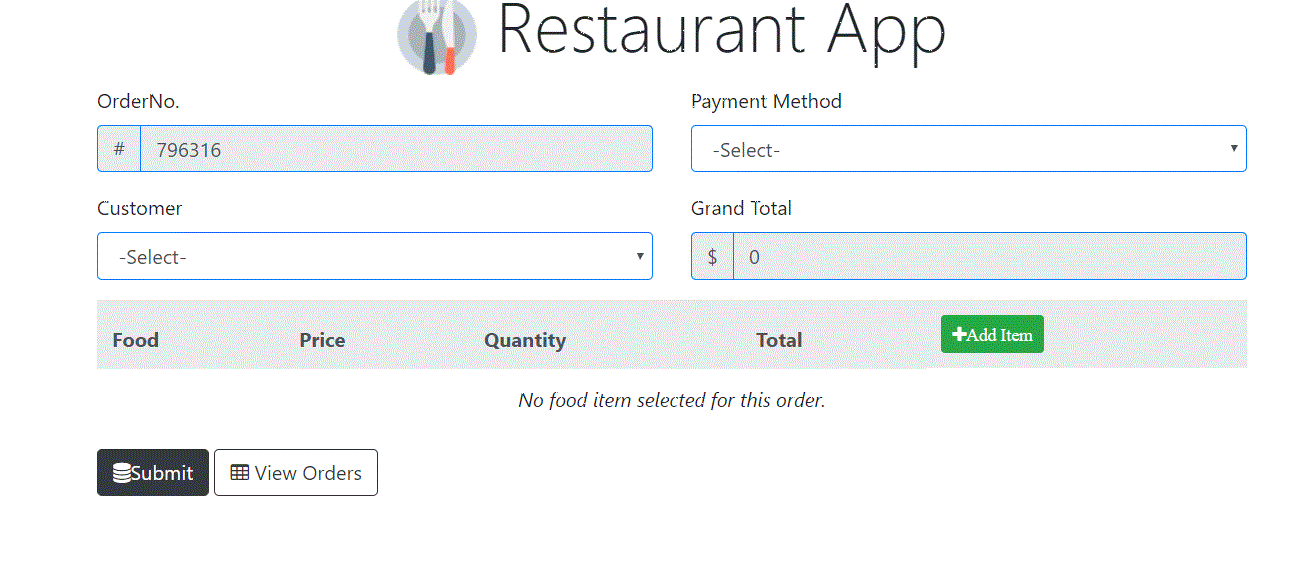 Restaurant App
OrderNo.
# 796316
Payment Method
-Select-
Customer
-Select-
Grand Total
$ 0
Food Price Quantity Total Add Item
No food item selected for this order.
Submit View Orders